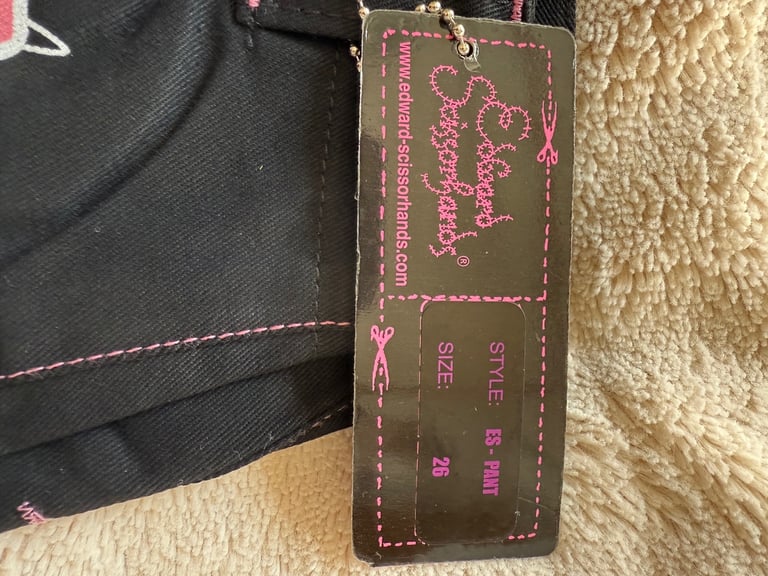 Edward
Scissorhands®
www.edward-scissorhands.com
STYLE: ES - PANT
SIZE: 26